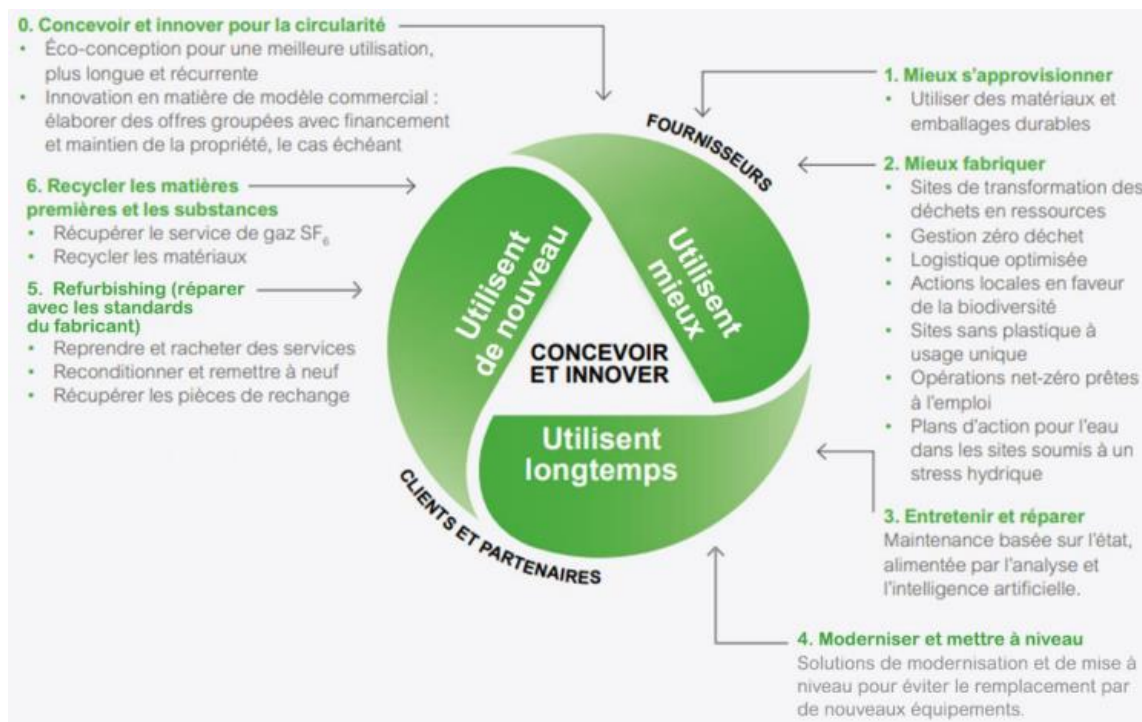 0. Concevoir et innover pour la circularité
• Éco-conception pour une meilleure utilisation,
plus longue et récurrente
• Innovation en matière de modèle commercial :
élaborer des offres groupées avec financement
et maintien de la propriété, le cas échéant
6. Recycler les matières
premières et les substances
• Récupérer le service de gaz SF₆
• Recycler les matériaux
5. Refurbishing (réparer
avec les standards
du fabricant)
• Reprendre et racheter des services
• Reconditionner et remettre à neuf
• Récupérer les pièces de rechange
FOURNISSEURS
Utilisent
de nouveau
Utilisent
mieux
CONCEVOIR
ET INNOVER
Utilisent
longtemps
CLIENTS ET PARTENAIRES
1. Mieux s'approvisionner
• Utiliser des matériaux et
emballages durables
2. Mieux fabriquer
• Sites de transformation des
déchets en ressources
• Gestion zéro déchet
• Logistique optimisée
• Actions locales en faveur
de la biodiversité
• Sites sans plastique à
usage unique
• Opérations net-zéro prêtes
à l'emploi
• Plans d'action pour l'eau
dans les sites soumis à un
stress hydrique
3. Entretenir et réparer
Maintenance basée sur l'état,
alimentée par l'analyse et
l'intelligence artificielle.
4. Moderniser et mettre à niveau
Solutions de modernisation et de mise à
niveau pour éviter le remplacement par
de nouveaux équipements.